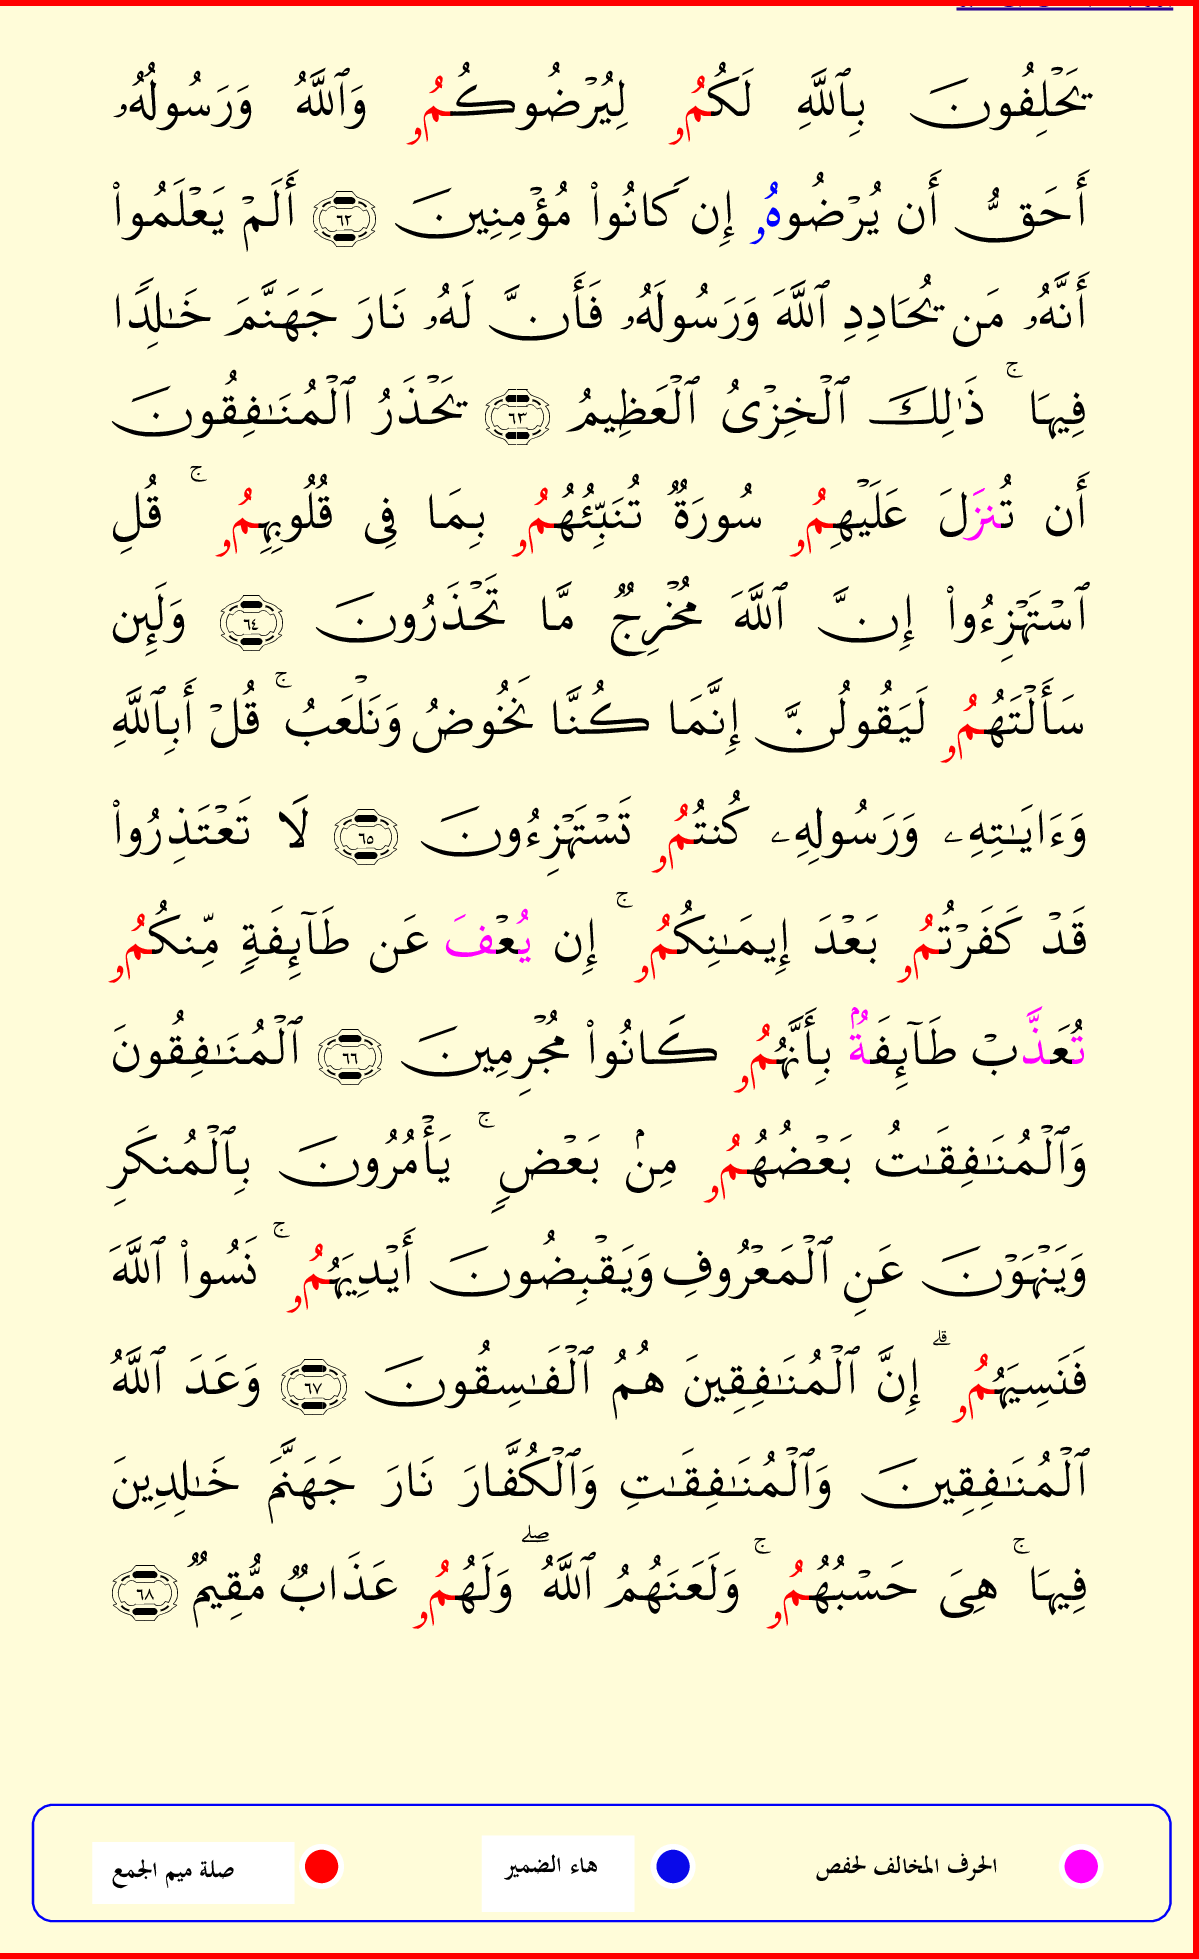 يَحْلِفُونَ بِٱللَّهِ لَكُمُۥ لِيُرْضُوكُمُۥ وَٱللَّهُ وَرَسُولُهُۥ
أَحَقُّ أَن يُرْضُوهُۥ إِن كَانُوا۟ مُؤْمِنِينَ ٦٢ أَلَمْ يَعْلَمُوا۟
أَنَّهُۥ مَن يُحَادِدِ ٱللَّهَ وَرَسُولَهُۥ فَأَنَّ لَهُۥ نَارَ جَهَنَّمَ خَـٰلِدًا
فِيهَا ۚ ذَٰلِكَ ٱلْخِزْىُ ٱلْعَظِيمُ ٦٣ يَحْذَرُ ٱلْمُنَـٰفِقُونَ
أَن تُنزَلَ عَلَيْهِمُۥ سُورَةٌ تُنَبِّئُهُمُۥ بِمَا فِى قُلُوبِهِمُۥ ۚ قُلِ
ٱسْتَهْزِءُوا۟ إِنَّ ٱللَّهَ مُخْرِجٌ مَّا تَحْذَرُونَ ٦٤ وَلَئِن
سَأَلْتَهُمُۥ لَيَقُولُنَّ إِنَّمَا كُنَّا نَخُوضُ وَنَلْعَبُ ۚ قُلْ أَبِٱللَّهِ
وَءَايَـٰتِهِۦ وَرَسُولِهِۦ كُنتُمُۥ تَسْتَهْزِءُونَ ٦٥ لَا تَعْتَذِرُوا۟
قَدْ كَفَرْتُمُۥ بَعْدَ إِيمَـٰنِكُمُۥ ۚ إِن يُعْفَ عَن طَآئِفَةٍ مِّنكُمُۥ
تُعَذَّبْ طَآئِفَةٌۢ بِأَنَّهُمُۥ كَانُوا۟ مُجْرِمِينَ ٦٦ ٱلْمُنَـٰفِقُونَ
وَٱلْمُنَـٰفِقَـٰتُ بَعْضُهُمُۥ مِنۢ بَعْضٍ ۚ يَأْمُرُونَ بِٱلْمُنكَرِ
وَيَنْهَوْنَ عَنِ ٱلْمَعْرُوفِ وَيَقْبِضُونَ أَيْدِيَهُمُۥ ۚ نَسُوا۟ ٱللَّهَ
فَنَسِيَهُمُۥ ۗ إِنَّ ٱلْمُنَـٰفِقِينَ هُمُ ٱلْفَـٰسِقُونَ ٦٧ وَعَدَ ٱللَّهُ
ٱلْمُنَـٰفِقِينَ وَٱلْمُنَـٰفِقَـٰتِ وَٱلْكُفَّارَ نَارَ جَهَنَّمَ خَـٰلِدِينَ
فِيهَا ۚ هِىَ حَسْبُهُمُۥ ۚ وَلَعَنَهُمُ ٱللَّهُ ۖ وَلَهُمُۥ عَذَابٌ مُّقِيمٌ ٦٨
الحرف المخالف لحفص هاء الضمير صلة ميم الجمع